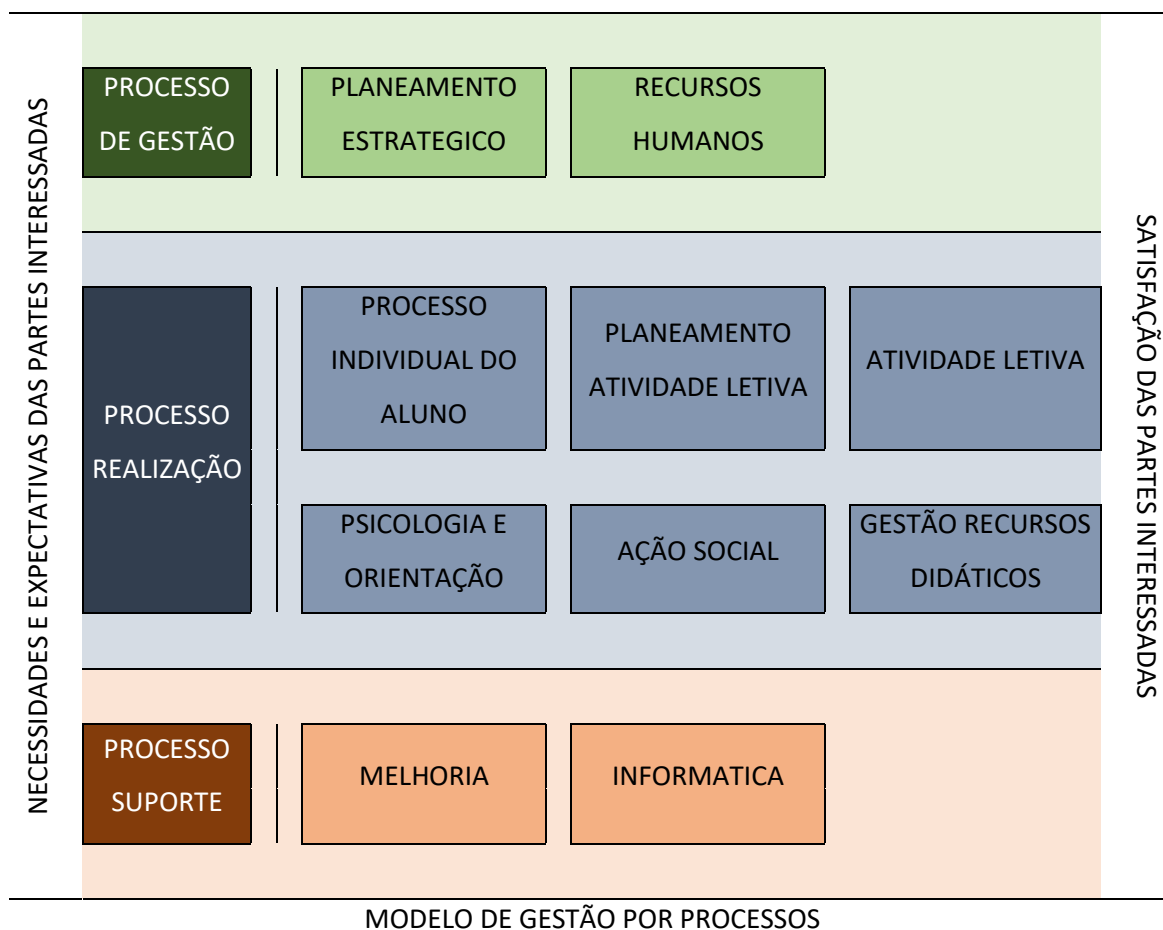 NECESSIDADES E EXPECTATIVAS DAS PARTES INTERESSADAS
PROCESSO
DE GESTÃO
PLANEAMENTO
ESTRATEGICO
RECURSOS
HUMANOS
PROCESSO
REALIZAÇÃO
PROCESSO
INDIVIDUAL DO
ALUNO
PLANEAMENTO
ATIVIDADE LETIVA
ATIVIDADE LETIVA
PSICOLOGIA E
ORIENTAÇÃO
AÇÃO SOCIAL
GESTÃO RECURSOS
DIDÁTICOS
PROCESSO
SUPORTE
MELHORIA
INFORMATICA
SATISFAÇÃO DAS PARTES INTERESSADAS
MODELO DE GESTÃO POR PROCESSOS